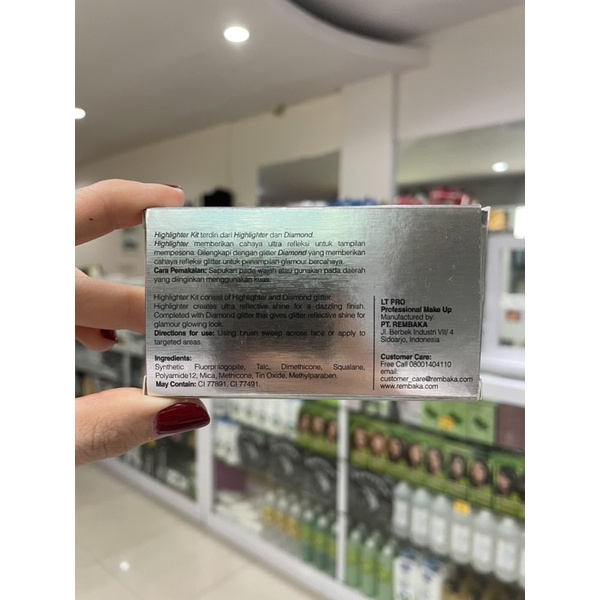 Highlighter Kit terdiri dari Highlighter dan Diamond.
Highlighter memberikan cahaya ultra refleksi untuk tampilan
mempesona. Dilengkapi dengan glitter Diamond yang memberikan
cahaya refleksi glitter untuk penampilan glamour bercahaya.
Cara Pemakaian: Sapukan pada wajah atau gunakan pada daerah
yang diinginkan menggunakan kuas.
Highlighter Kit consist of Highlighter and Diamond glitter.
Highlighter creates ultra reflective shine for a dazzling finish.
Completed with Diamond glitter that gives glitter reflective shine for
glamour glowing look.
Directions for use: Using brush sweep across face or apply to
targeted areas.
Ingredients:
Synthetic Fluorphlogopite, Talc, Dimethicone, Squalane,
Polyamide12, Mica, Methicone, Tin Oxide, Methylparaben.
May Contain: CI 77891, CI 77491.
LT PRO
Professional Make Up
Manufactured by:
PT. REMBAKA
Jl. Berbek Industri VII/ 4
Sidoarjo, Indonesia
Customer Care:
Free Call 08001404110
email:
customer_care@rembaka.com
www.rembaka.com